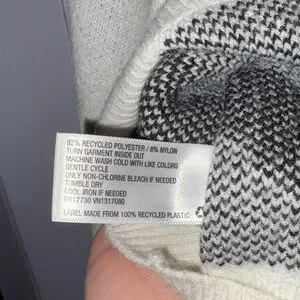 92% RECYCLED POLYESTER / 8% NYLON
TURN GARMENT INSIDE OUT
MACHINE WASH COLD WITH LIKE COLORS
GENTLE CYCLE
ONLY NON-CHLORINE BLEACH IF NEEDED
TUMBLE DRY
COOL IRON IF NEEDED
RN17730 VN1317080
LABEL MADE FROM 100% RECYCLED PLASTIC